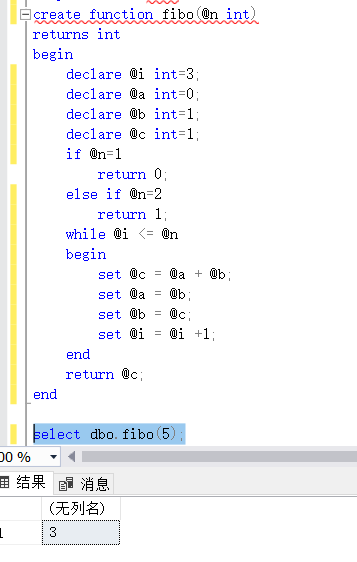 create function fibo(@n int)
returns int
begin
declare @i int=3;
declare @a int=0;
declare @b int=1;
declare @c int=1;
if @n=1
return 0;
else if @n=2
return 1;
while @i <= @n
begin
set @c = @a + @b;
set @a = @b;
set @b = @c;
set @i = @i +1;
end
return @c;
end
select dbo.fibo(5);
00 %
结果 消息
(无列名)
1 3